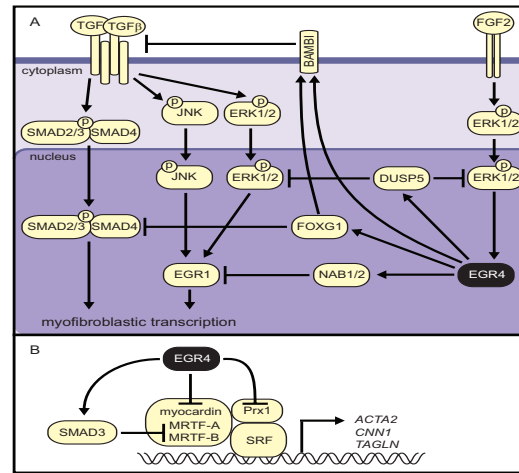 A
TGF TGFβ
BAMBI
FGF2
cytoplasm
P
SMAD2/3 SMAD4
P
JNK
P
ERK1/2
P
ERK1/2
nucleus
P
JNK
P
ERK1/2
DUSP5
P
ERK1/2
P
SMAD2/3 SMAD4
FOXG1
EGR1
NAB1/2
EGR4
myofibroblastic transcription
B
EGR4
SMAD3
myocardin
MRTF-A
MRTF-B
Prx1
SRF
ACTA2
CNN1
TAGLN